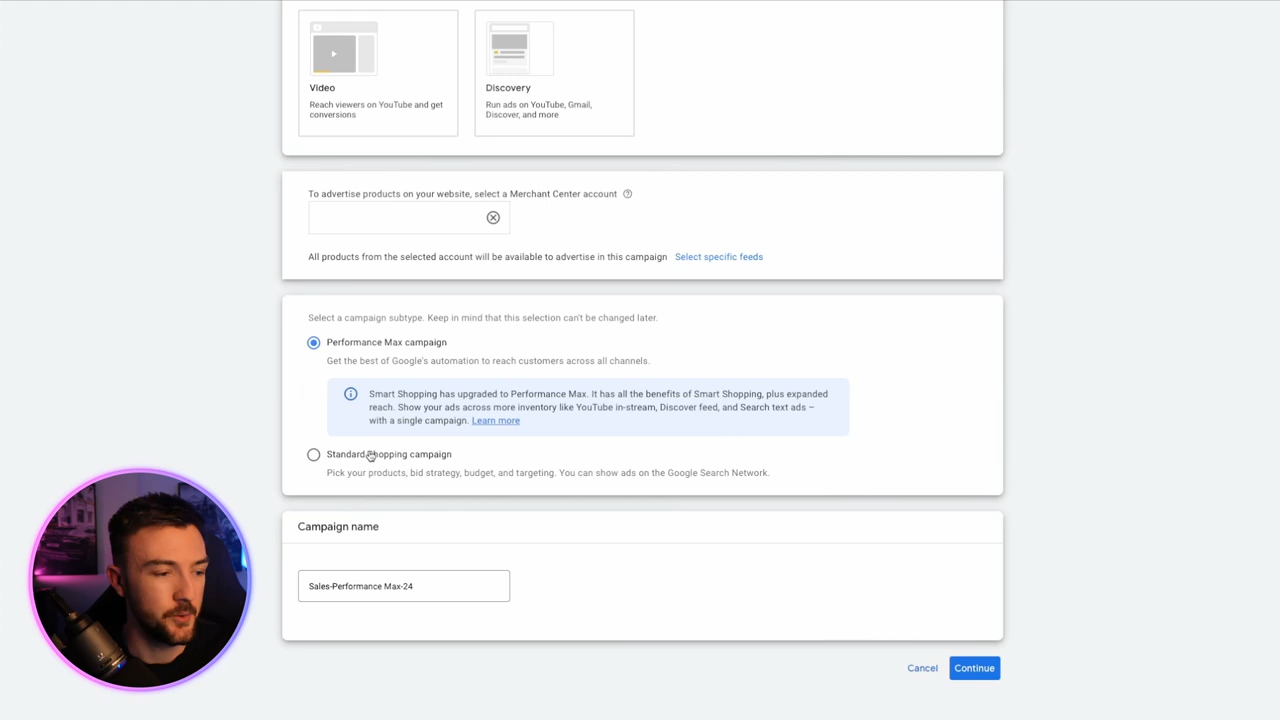 Video
Reach viewers on YouTube and get
conversions
Discovery
Run ads on YouTube, Gmail,
Discover, and more
To advertise products on your website, select a Merchant Center account
All products from the selected account will be available to advertise in this campaign Select specific feeds
Select a campaign subtype. Keep in mind that this selection can't be changed later.
Performance Max campaign
Get the best of Google's automation to reach customers across all channels.
Smart Shopping has upgraded to Performance Max. It has all the benefits of Smart Shopping, plus expanded
reach. Show your ads across more inventory like YouTube in-stream, Discover feed, and Search text ads –
with a single campaign. Learn more
Standard Shopping campaign
Pick your products, bid strategy, budget, and targeting. You can show ads on the Google Search Network.
Campaign name
Sales-Performance Max-24
Cancel
Continue